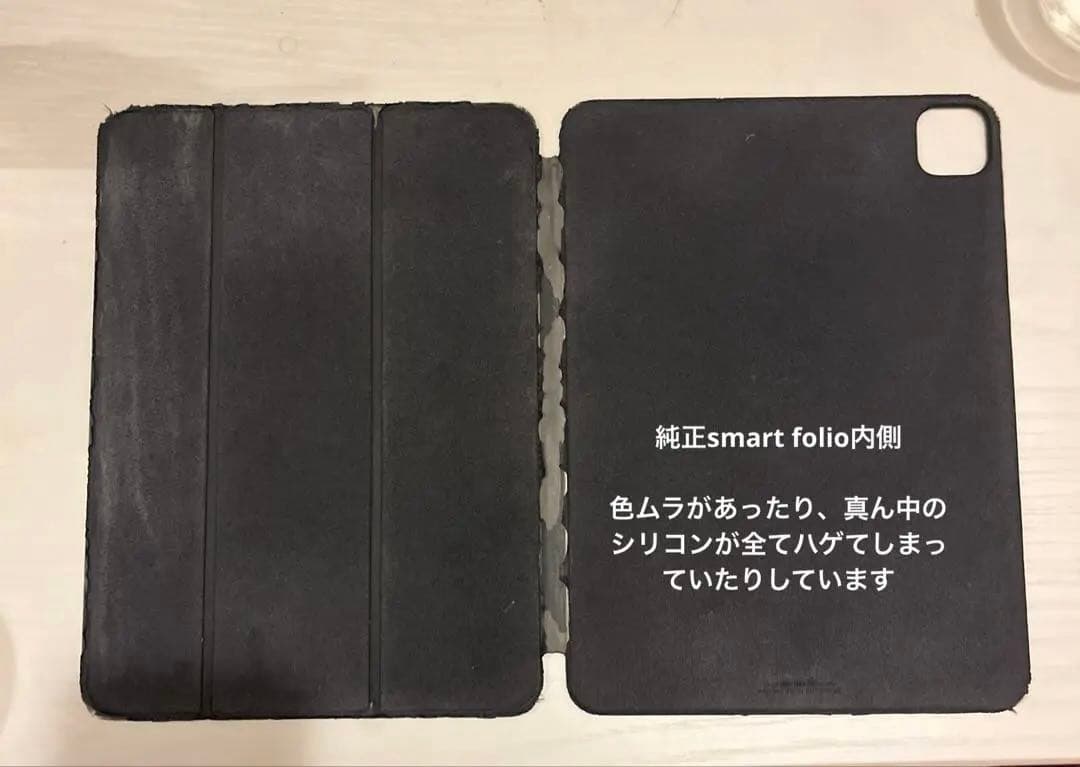 純正smart folio内側
色ムラがあったり、真ん中の
シリコンが全てハゲてしまっ
ていたりしています